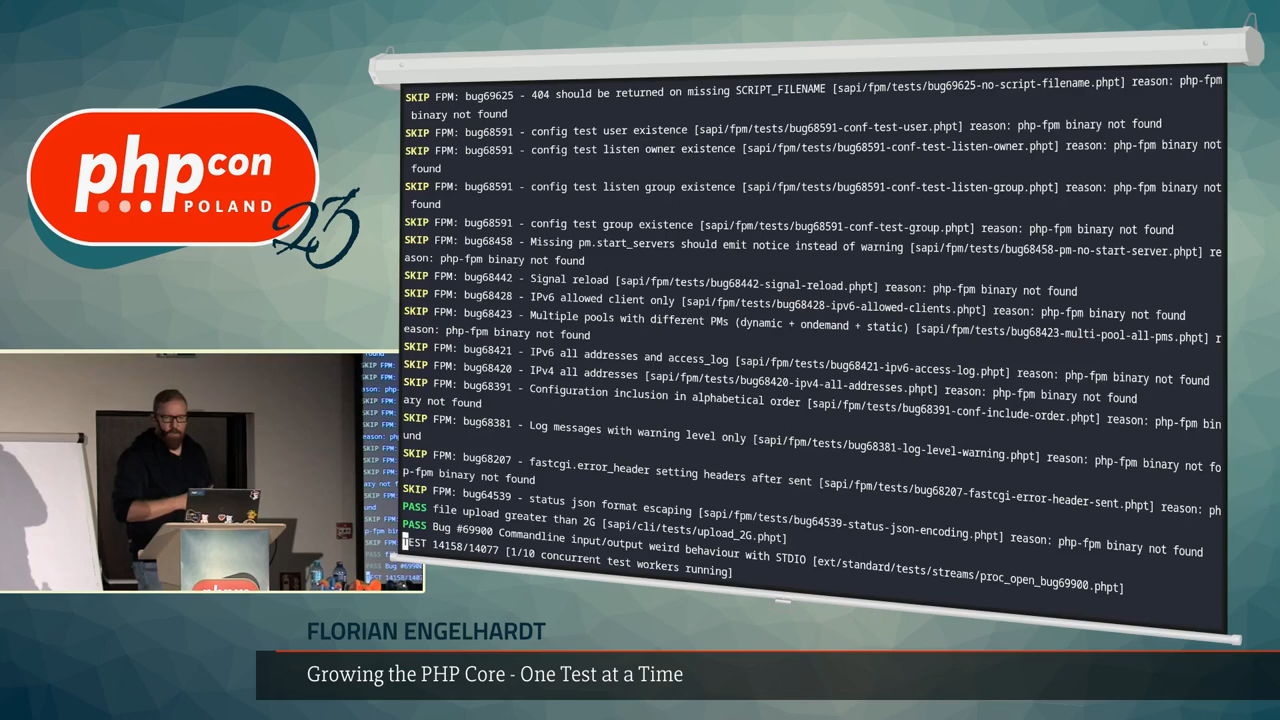 phpcon
POLAND
23
SKIP FPM: bug69625 - 404 should be returned on missing SCRIPT_FILENAME [sapi/fpm/tests/bug69625-no-script-filename.phpt] reason: php-fpm
binary not found
SKIP FPM: bug68591 - config test user existence [sapi/fpm/tests/bug68591-conf-test-user.phpt] reason: php-fpm binary not found
SKIP FPM: bug68591 - config test listen owner existence [sapi/fpm/tests/bug68591-conf-test-listen-owner.phpt] reason: php-fpm binary not
found
SKIP FPM: bug68591 - config test listen group existence [sapi/fpm/tests/bug68591-conf-test-listen-group.phpt] reason: php-fpm binary not
found
SKIP FPM: bug68591 - config test group existence [sapi/fpm/tests/bug68591-conf-test-group.phpt] reason: php-fpm binary not found
SKIP FPM: bug68458 - Missing pm.start_servers should emit notice instead of warning [sapi/fpm/tests/bug68458-pm-no-start-server.phpt] re
ason: php-fpm binary not found
SKIP FPM: bug68442 - Signal reload [sapi/fpm/tests/bug68442-signal-reload.phpt] reason: php-fpm binary not found
SKIP FPM: bug68428 - IPv6 allowed client only [sapi/fpm/tests/bug68428-ipv6-allowed-clients.phpt] reason: php-fpm binary not found
SKIP FPM: bug68423 - Multiple pools with different PMs (dynamic + ondemand + static) [sapi/fpm/tests/bug68423-multi-pool-all-pms.phpt] r
eason: php-fpm binary not found
SKIP FPM: bug68421 - IPv6 all addresses and access_log [sapi/fpm/tests/bug68421-ipv6-access-log.phpt] reason: php-fpm binary not found
SKIP FPM: bug68420 - IPv4 all addresses [sapi/fpm/tests/bug68420-ipv4-all-addresses.phpt] reason: php-fpm binary not found
SKIP FPM: bug68391 - Configuration inclusion in alphabetical order [sapi/fpm/tests/bug68391-conf-include-order.phpt] reason: php-fpm bin
ary not found
SKIP FPM: bug68381 - Log messages with warning level only [sapi/fpm/tests/bug68381-log-level-warning.phpt] reason: php-fpm binary not fo
und
SKIP FPM: bug68207 - fastcgi.error_header setting headers after sent [sapi/fpm/tests/bug68207-fastcgi-error-header-sent.phpt] reason: ph
p-fpm binary not found
SKIP FPM: bug64539 - status json format escaping [sapi/fpm/tests/bug64539-status-json-encoding.phpt] reason: php-fpm binary not found
PASS file upload greater than 2G [sapi/cli/tests/upload_2G.phpt]
PASS Bug #69900 Commandline input/output weird behaviour with STDIO [ext/standard/tests/streams/proc_open_bug69900.phpt]
TEST 14158/14077 [1/10 concurrent test workers running]
FLORIAN ENGELHARDT
Growing the PHP Core - One Test at a Time